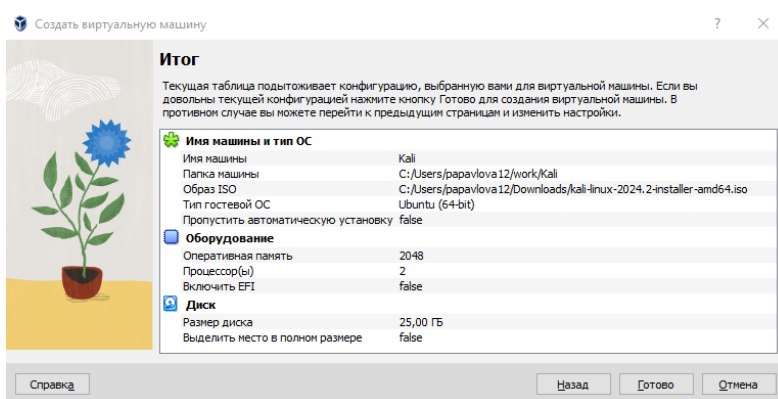 Создать виртуальную машину
Итог
Текущая таблица подытоживает конфигурацию, выбранную вами для виртуальной машины. Если вы
довольны текущей конфигурацией нажмите кнопку Готово для создания виртуальной машины. В
противном случае вы можете перейти к предыдущим страницам и изменить настройки.
Имя машины и тип ОС
Имя машины Kali
Папка машины C:/Users/papavlova12/work/Kali
Образ ISO C:/Users/papavlova12/Downloads/kali-linux-2024.2-installer-amd64.iso
Тип гостевой ОС Ubuntu (64-bit)
Пропустить автоматическую установку false
Оборудование
Оперативная память 2048
Процессор(ы) 2
Включить EFI false
Диск
Размер диска 25,00 ГБ
Выделить место в полном размере false
Справка Назад Готово Отмена